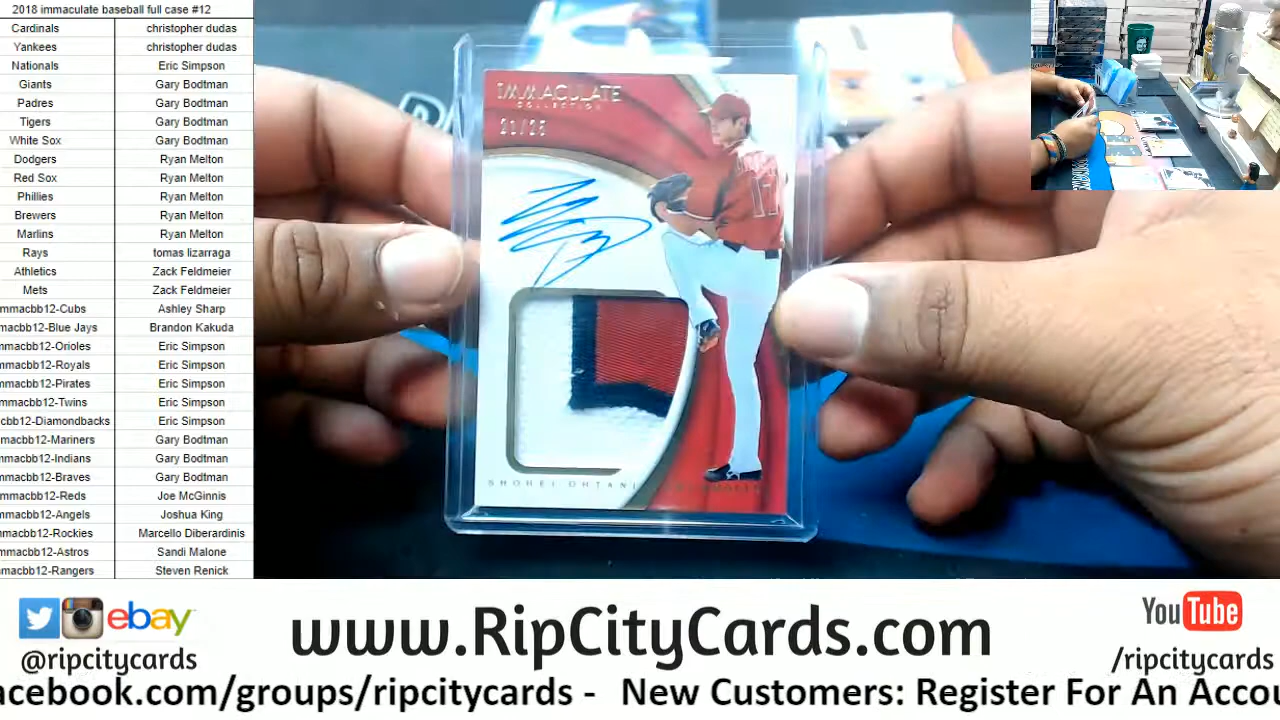 2018 immaculate baseball full case #12
Cardinals christopher dudas
Yankees christopher dudas
Nationals Eric Simpson
Giants Gary Bodtman
Padres Gary Bodtman
Tigers Gary Bodtman
White Sox Gary Bodtman
Dodgers Ryan Melton
Red Sox Ryan Melton
Phillies Ryan Melton
Brewers Ryan Melton
Marlins Ryan Melton
Rays tomas lizarraga
Athletics Zack Feldmeier
Mets Zack Feldmeier
mmacbb12-Cubs Ashley Sharp
macbb12-Blue Jays Brandon Kakuda
mmacbb12-Orioles Eric Simpson
mmacbb12-Royals Eric Simpson
mmacbb12-Pirates Eric Simpson
mmacbb12-Twins Eric Simpson
cbb12-Diamondbacks Eric Simpson
macbb12-Mariners Gary Bodtman
mmacbb12-Indians Gary Bodtman
mmacbb12-Braves Gary Bodtman
mmacbb12-Reds Joe McGinnis
mmacbb12-Angels Joshua King
mmacbb12-Rockies Marcello Diberardinis
mmacbb12-Astros Sandi Malone
macbb12-Rangers Steven Renick
IMMACULATE
COLLECTION
17
SHOHEI OHTANI
ebay
@ripcitycards
www.RipCityCards.com
YouTube
/ripcitycards
acebook.com/groups/ripcitycards - New Customers: Register For An Accou